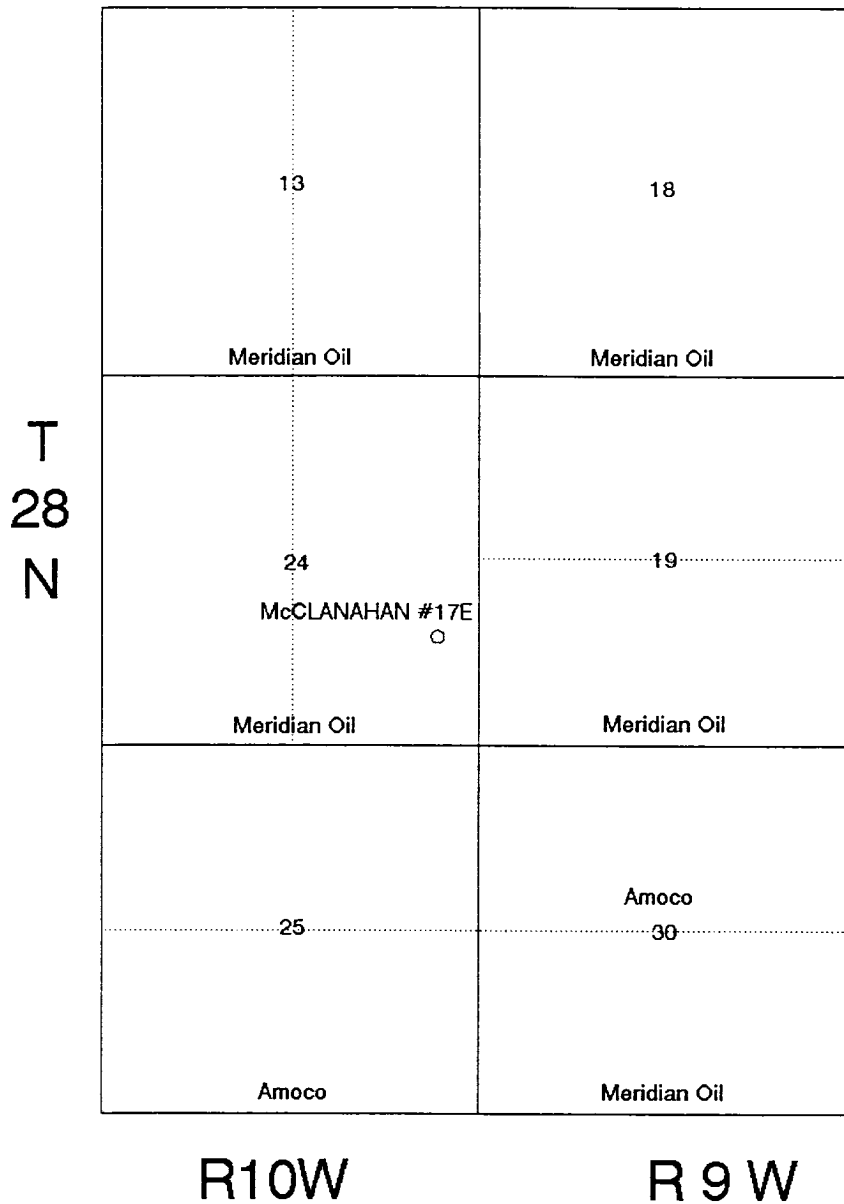 13
18
Meridian Oil
Meridian Oil
T
28
N
24
19
McCLANAHAN #17E
Meridian Oil
Meridian Oil
Amoco
25
30
Amoco
Meridian Oil
R10W
R 9 W